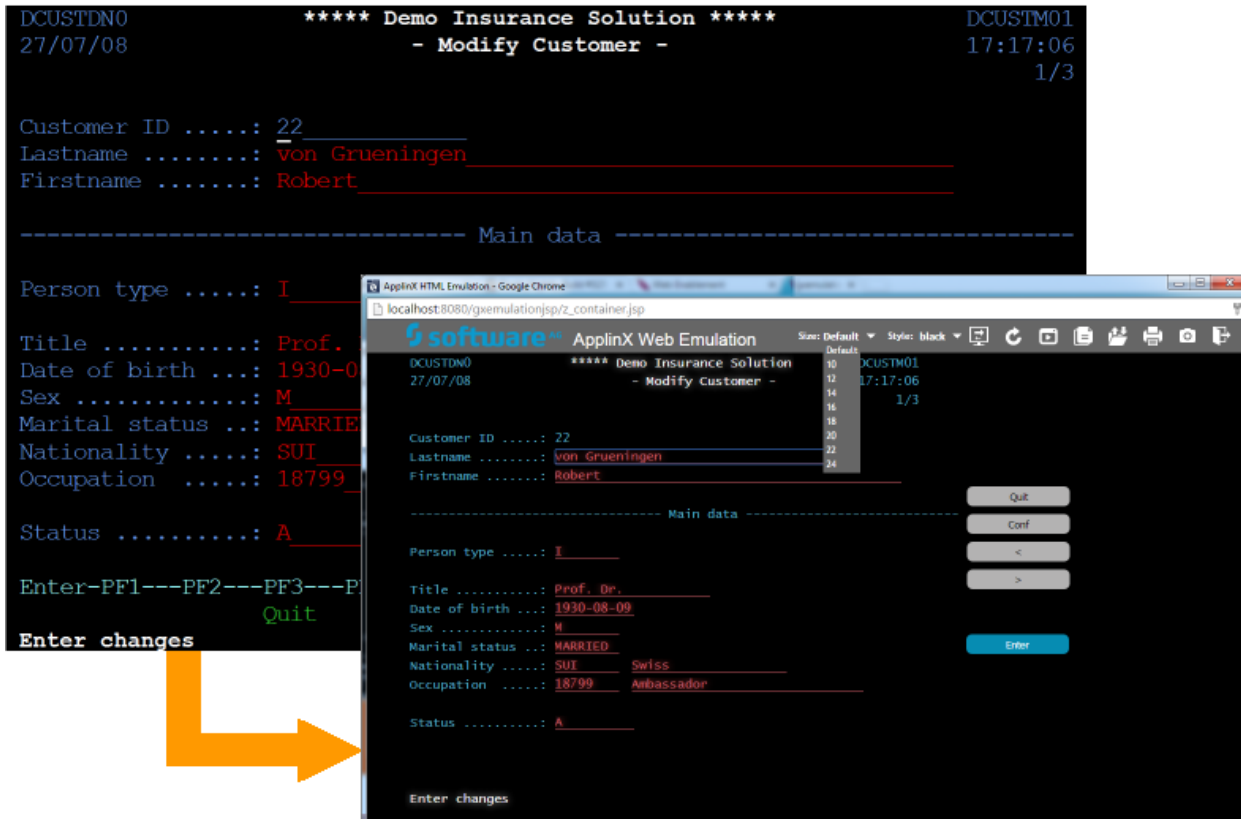 DCUSTDN0 ***** Demo Insurance Solution ***** DCUSTM01
27/07/08 - Modify Customer - 17:17:06
1/3
Customer ID .....: 22
Lastname ........: von Grueningen
Firstname .......: Robert
--------------------------------- Main data ----------------------------------
Person type .....: I
Title ...........: Prof.
Date of birth ...: 1930-0
Sex .............: M
Marital status ..: MARRIE
Nationality .....: SUI
Occupation .....: 18799
Status ..........: A
Enter-PF1---PF2---PF3---P
Quit
Enter changes
ApplinX HTML Emulation - Google Chrome
localhost:8080/gxemulationjsp/z_container.jsp
software AG ApplinX Web Emulation Size: Default Style: black
Default
10
12
14
16
18
20
22
24
DCUSTDN0 ***** Demo Insurance Solution DCUSTM01
27/07/08 - Modify Customer - 17:17:06
1/3
Customer ID .....: 22
Lastname ........: von Grueningen
Firstname .......: Robert
-------------------------------- Main data ---------------------------
Person type .....: I
Title ...........: Prof. Dr.
Date of birth ...: 1930-08-09
Sex .............: M
Marital status ..: MARRIED
Nationality .....: SUI Swiss
Occupation .....: 18799 Ambassador
Status ..........: A
Enter changes
Quit
Conf
<
>
Enter